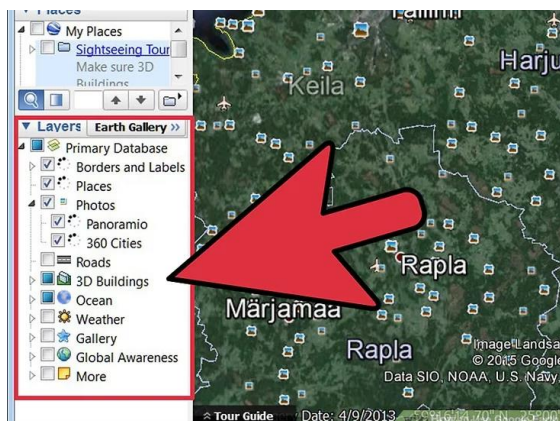 Places
My Places
Sightseeing Tour
Make sure 3D
Buildings
Layers
Earth Gallery >>
Primary Database
Borders and Labels
Places
Photos
Panoramio
360 Cities
Roads
3D Buildings
Ocean
Weather
Gallery
Global Awareness
More
Tallinn
Harju
Keila
Rapla
Märjamaa
Rapla
Image Landsa
© 2015 Google
Data SIO, NOAA, U.S. Navy
Tour Guide
Date: 4/9/2013